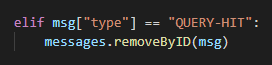 elif msg["type"] == "QUERY-HIT":
    messages.removeByID(msg)